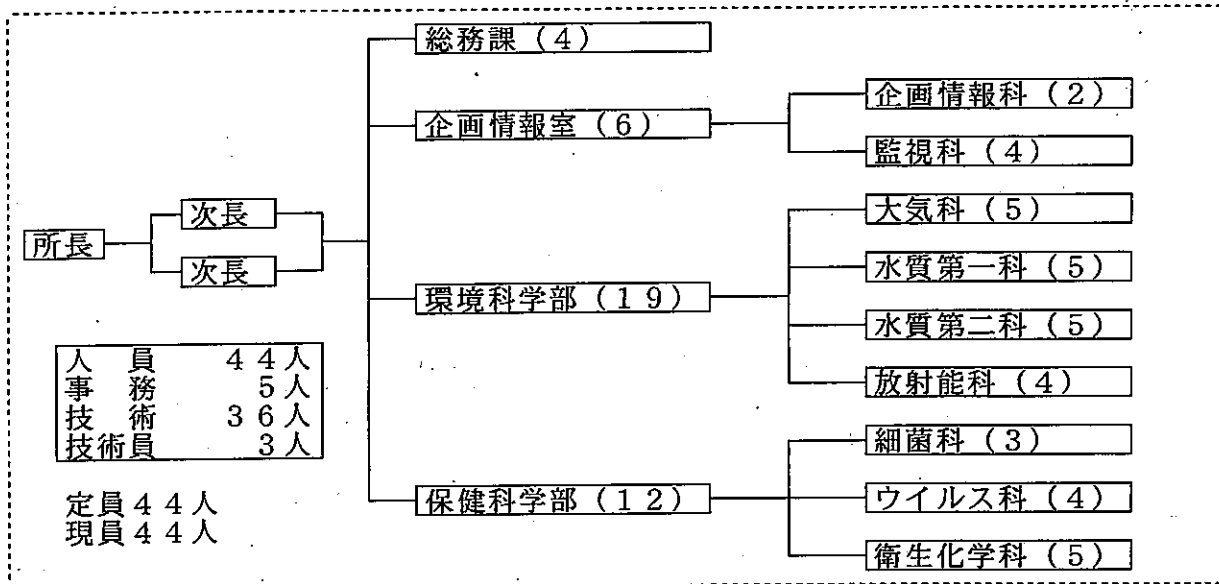 総務課（4）
企画情報室（6）
企画情報科（2）
監視科（4）
所長
次長
次長
環境科学部（19）
大気科（5）
水質第一科（5）
水質第二科（5）
放射能科（4）
保健科学部（12）
細菌科（3）
ウイルス科（4）
衛生化学科（5）
人員 44人
事務 5人
技術 36人
技術員 3人
定員44人
現員44人